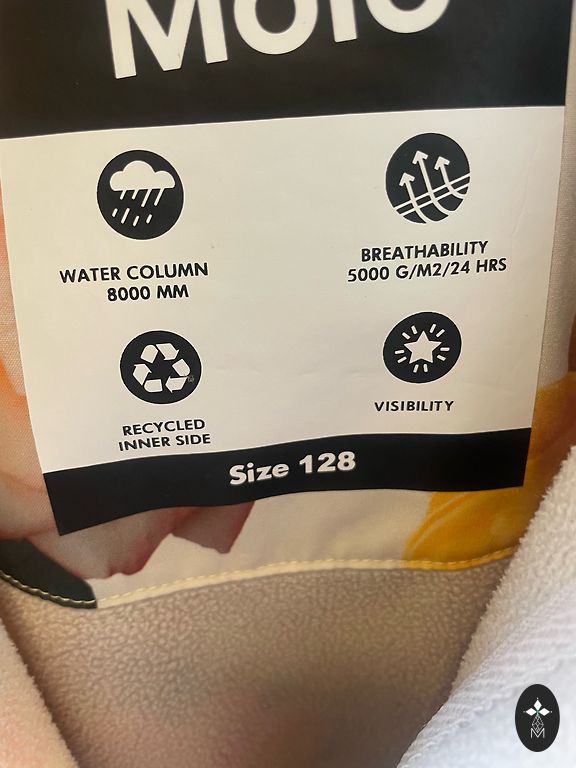 Molo
WATER COLUMN
8000 MM
BREATHABILITY
5000 G/M2/24 HRS
RECYCLED
INNER SIDE
VISIBILITY
Size 128
M